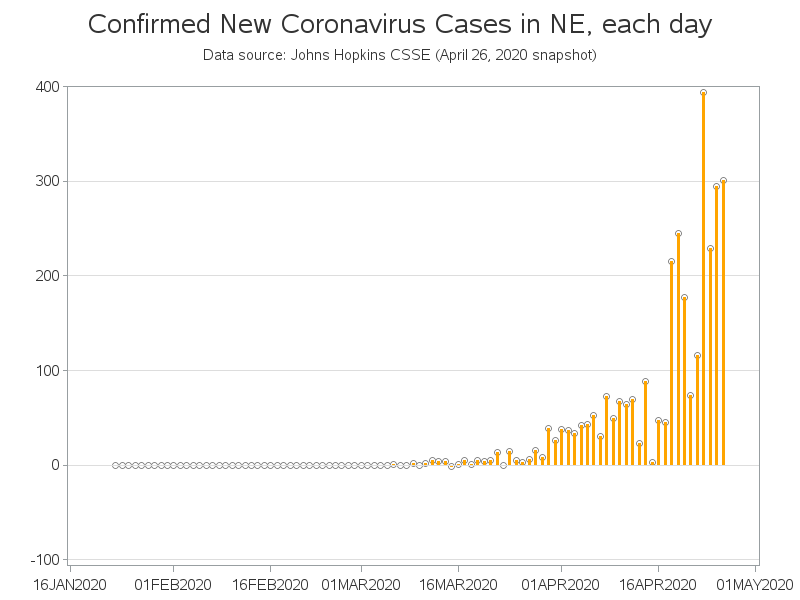 Confirmed New Coronavirus Cases in NE, each day
Data source: Johns Hopkins CSSE (April 26, 2020 snapshot)
400
300
200
100
0
-100
16JAN2020 01FEB2020 16FEB2020 01MAR2020 16MAR2020 01APR2020 16APR2020 01MAY2020